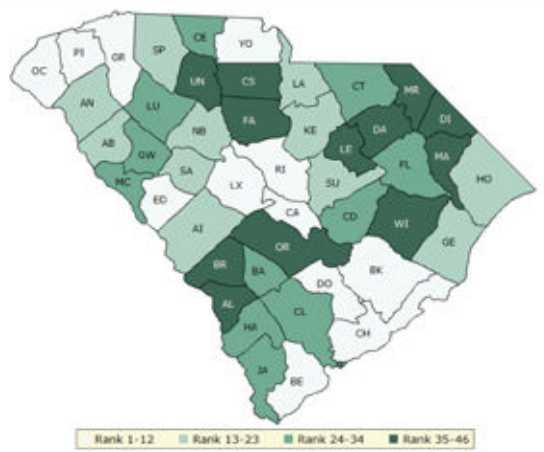 CE
YO
SP
GR
PI
OC
UN
CS
LA
CT
MR
AN
LU
FA
KE
DA
DI
NB
AB
GW
LE
FL
MA
SA
RI
MC
LX
SU
HO
ED
CA
CD
WI
AI
GE
OR
BR
BA
BK
DO
AL
CL
HA
CH
JA
BE
Rank 1-12 Rank 13-23 Rank 24-34 Rank 35-46